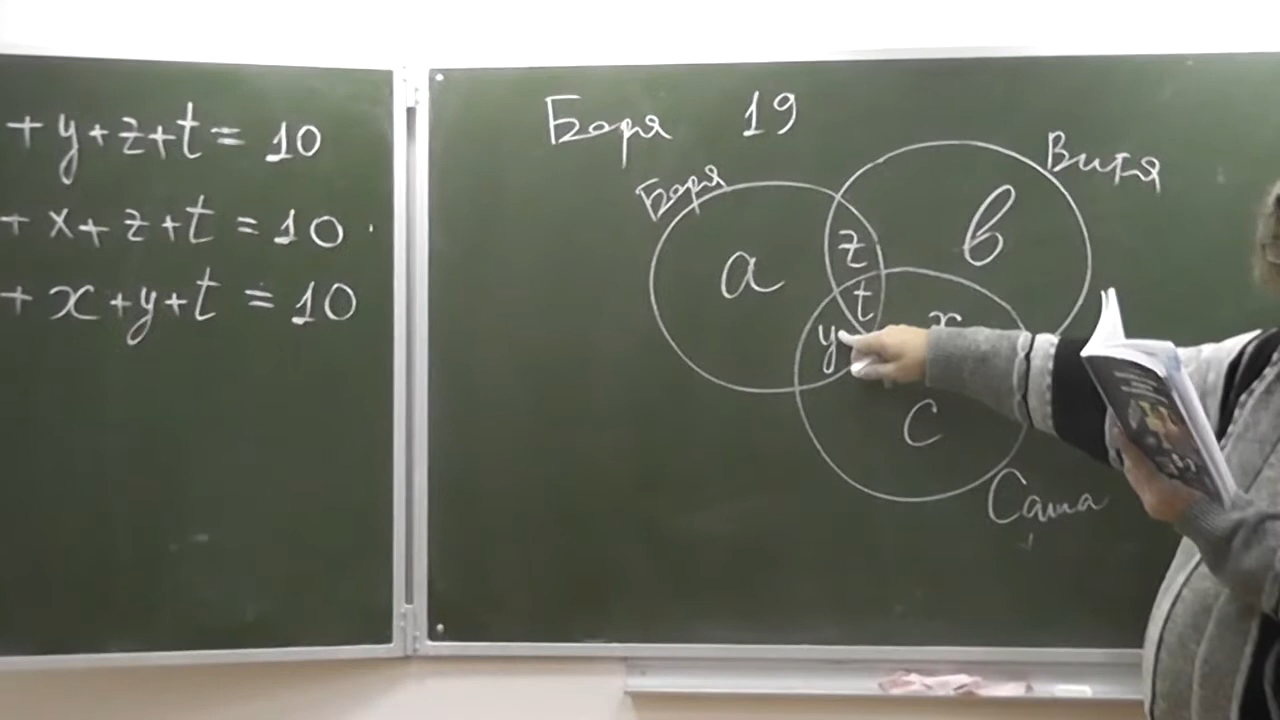 +y+z+t=10
+x+z+t=10.
+x+y+t=10
Боря 19
Боря
Витя
a
z
в
t
y
x
c
Саша